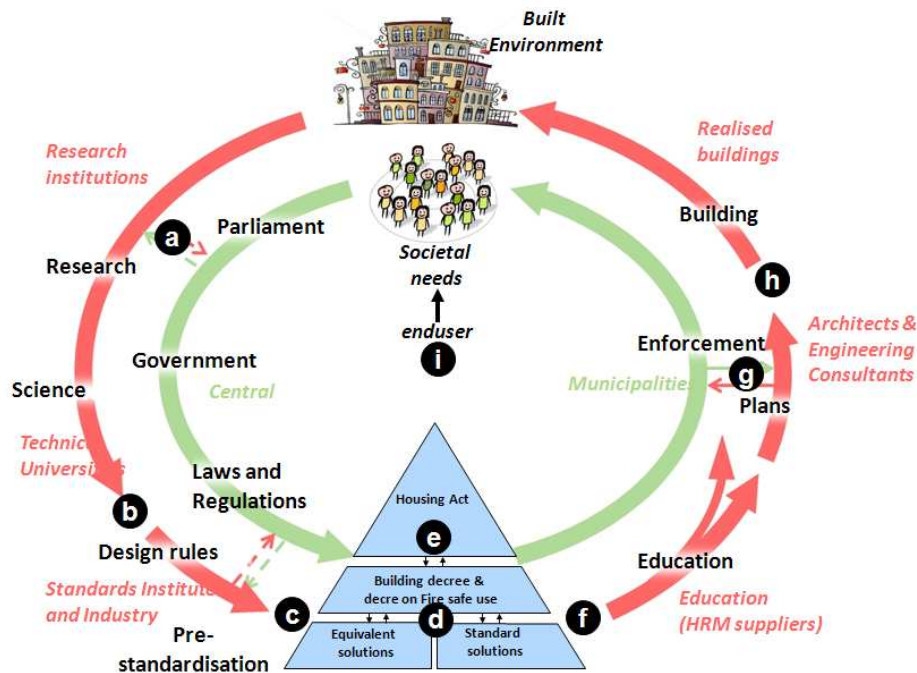 Built
Environment
Research
institutions
Realised
buildings
a
Parliament
Building
Research
Societal
needs
h
enduser
i
Architects &
Engineering
Consultants
Government
Enforcement
Central
Municipalities
g
Science
Plans
Technical
Universities
Laws and
Regulations
Housing Act
b
e
Design rules
Education
Standards Institute
and Industry
Building decree &
decre on Fire safe use
Education
(HRM suppliers)
c
d
f
Pre-
standardisation
Equivalent
solutions
Standard
solutions